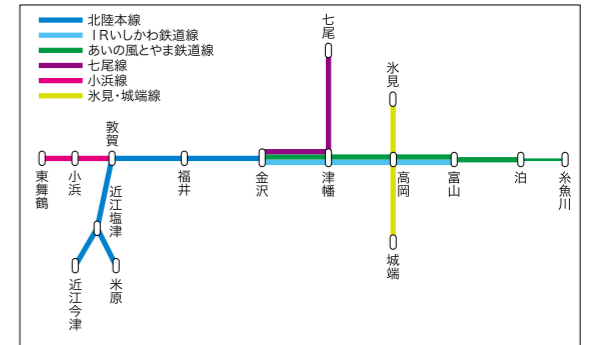 北陸本線
IRいしかわ鉄道線
あいの風とやま鉄道線
七尾線
小浜線
氷見・城端線
七尾
氷見
敦賀
東舞鶴
小浜
近江塩津
福井
金沢
津幡
高岡
富山
泊
糸魚川
城端
近江今津
米原